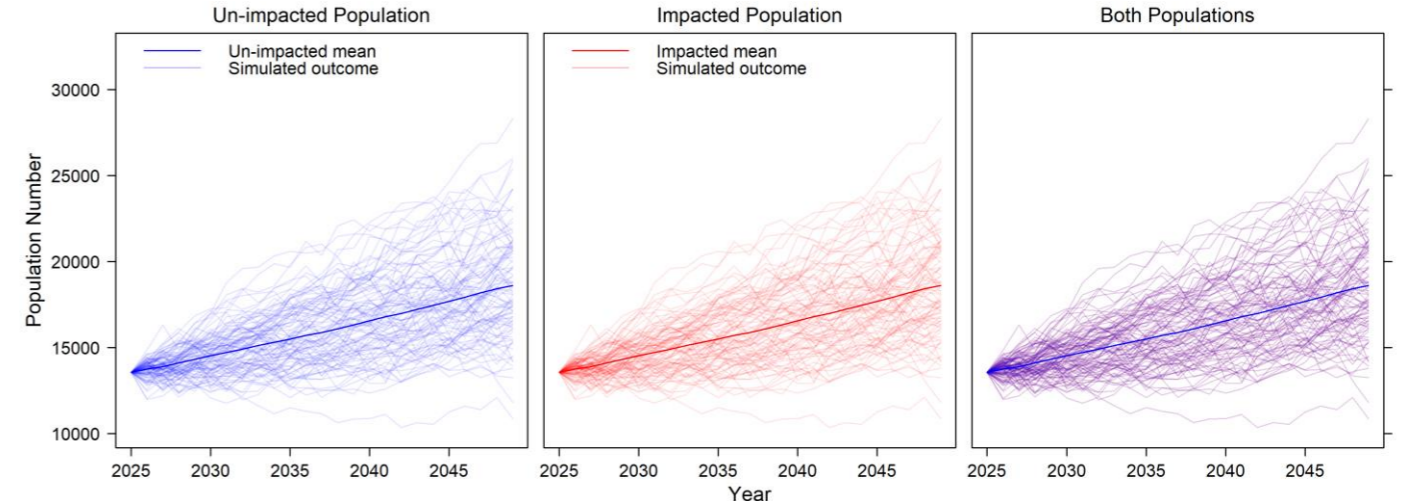 Un-impacted Population
Impacted Population
Both Populations
Un-impacted mean
Simulated outcome
Impacted mean
Simulated outcome
Population Number
30000
25000
20000
15000
10000
2025 2030 2035 2040 2045
2025 2030 2035 2040 2045
2025 2030 2035 2040 2045
Year